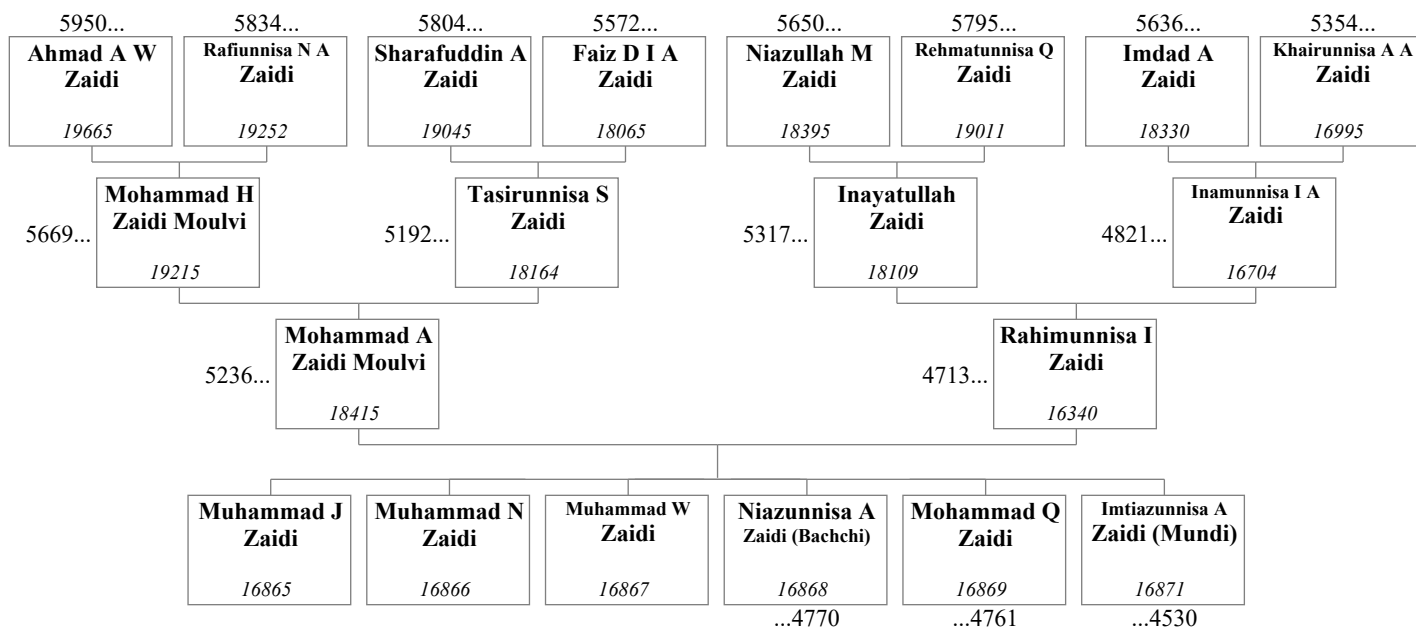 5950... 5834... 5804... 5572... 5650... 5795... 5636... 5354...
Ahmad A W Zaidi 19665
Rafiunnisa N A Zaidi 19252
Sharafuddin A Zaidi 19045
Faiz D I A Zaidi 18065
Niazullah M Zaidi 18395
Rehmatunnisa Q Zaidi 19011
Imdad A Zaidi 18330
Khairunnisa A A Zaidi 16995
5669...
Mohammad H
Zaidi Moulvi
19215
5192...
Tasirunnisa S
Zaidi
18164
5317...
Inayatullah
Zaidi
18109
4821...
Inamunnisa I A
Zaidi
16704
5236...
Mohammad A
Zaidi Moulvi
18415
4713...
Rahimunnisa I
Zaidi
16340
Muhammad J
Zaidi
16865
Muhammad N
Zaidi
16866
Muhammad W
Zaidi
16867
Niazunnisa A
Zaidi (Bachchi)
16868
...4770
Mohammad Q
Zaidi
16869
...4761
Imtiazunnisa A
Zaidi (Mundi)
16871
...4530